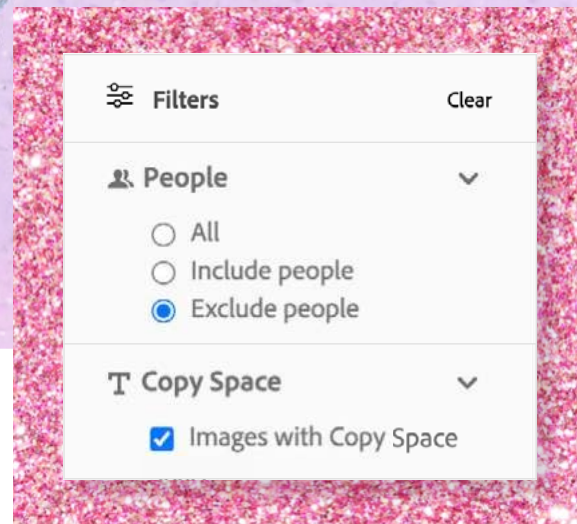 Filters Clear
People
All
Include people
Exclude people
Copy Space
Images with Copy Space